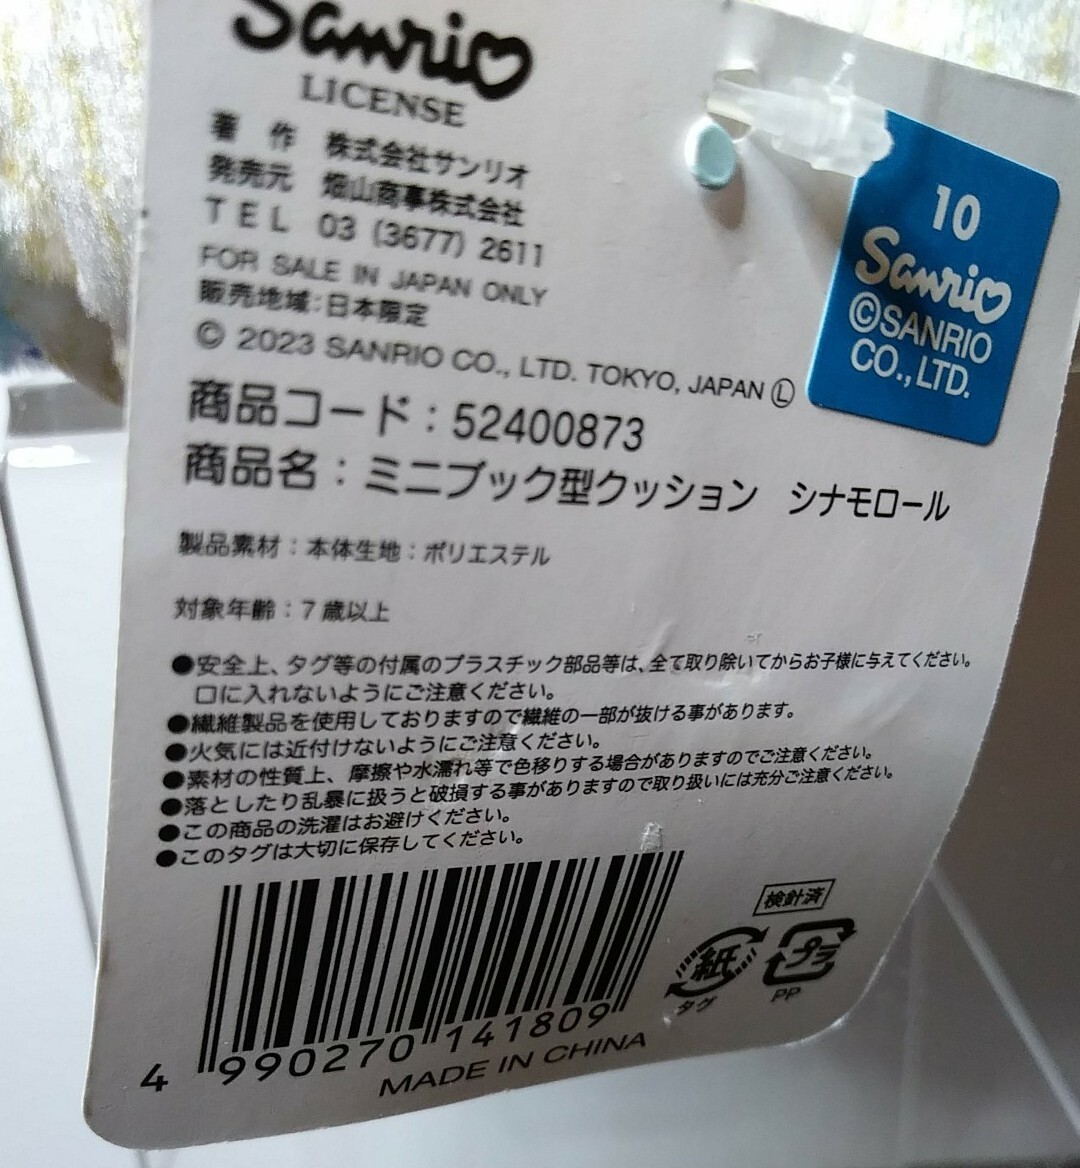 Sanrio
LICENSE
著 作 株式会社サンリオ
発売元 畑山商事株式会社
TEL 03 (3677) 2611
FOR SALE IN JAPAN ONLY
販売地域:日本限定
© 2023 SANRIO CO., LTD. TOKYO, JAPAN Ⓛ
10
Sanrio
©SANRIO
CO., LTD.
商品コード:52400873
商品名:ミニブック型クッション シナモロール
製品素材:本体生地:ポリエステル
対象年齢:7歳以上
●安全上、タグ等の付属のプラスチック部品等は、全て取り除いてからお子様に与えてください。
口に入れないようにご注意ください。
●繊維製品を使用しておりますので繊維の一部が抜ける事があります。
●火気には近付けないようにご注意ください。
●素材の性質上、摩擦や水濡れ等で色移りする場合がありますのでご注意ください。
●落としたり乱暴に扱うと破損する事がありますので取り扱いには充分ご注意ください。
●この商品の洗濯はお避けください。
●このタグは大切に保存してください。
検針済
紙
タグ
プラ
PP
4 990270 141809
MADE IN CHINA